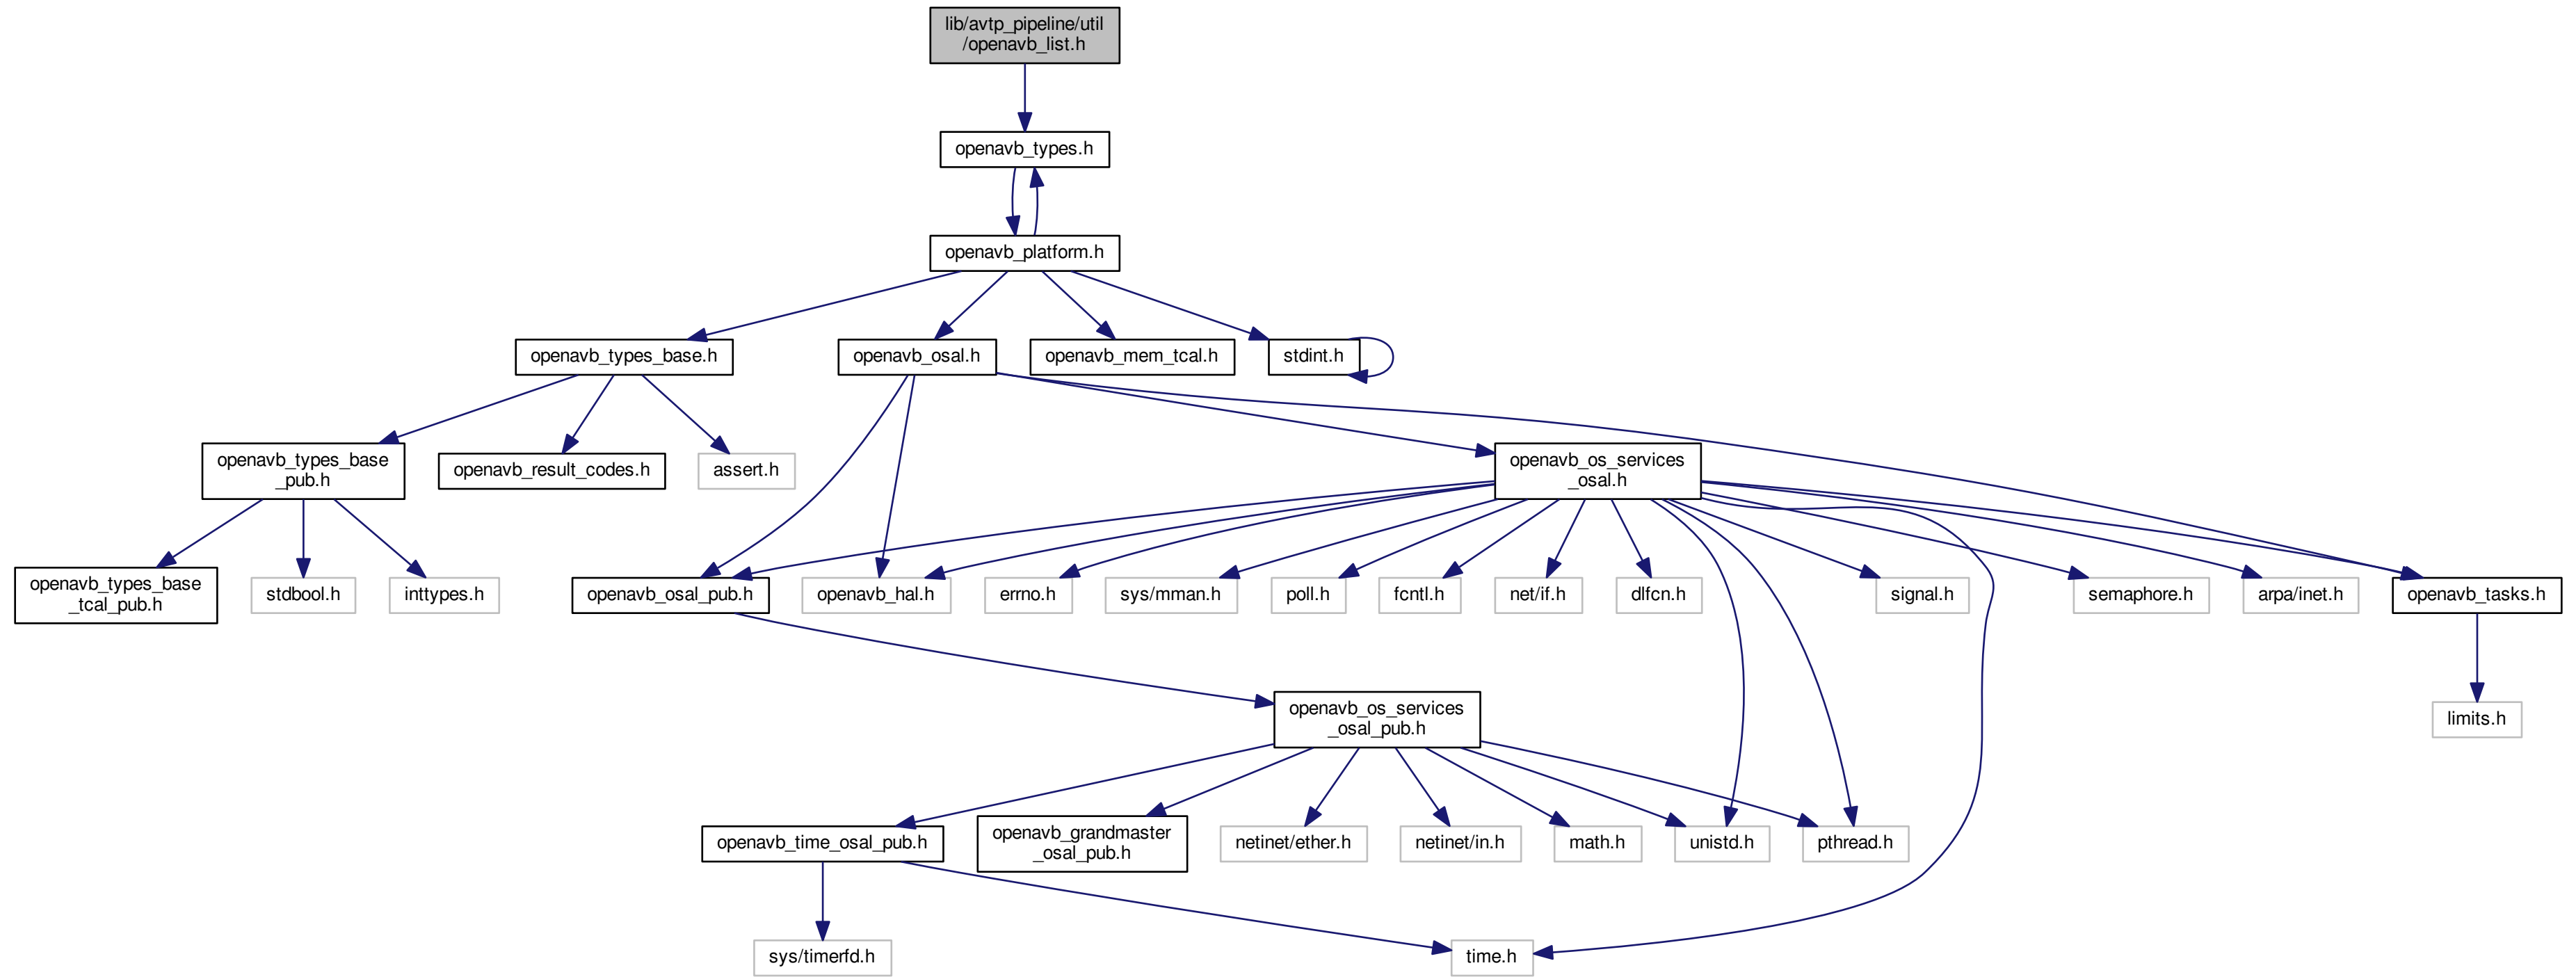 lib/avtp_pipeline/util
/openavb_list.h
openavb_types.h
openavb_platform.h
openavb_types_base.h
openavb_osal.h
openavb_mem_tcal.h
stdint.h
openavb_types_base
_pub.h
openavb_result_codes.h
assert.h
openavb_os_services
_osal.h
openavb_types_base
_tcal_pub.h
stdbool.h
inttypes.h
openavb_osal_pub.h
openavb_hal.h
errno.h
sys/mman.h
poll.h
fcntl.h
net/if.h
dlfcn.h
signal.h
semaphore.h
arpa/inet.h
openavb_tasks.h
openavb_os_services
_osal_pub.h
limits.h
openavb_time_osal_pub.h
openavb_grandmaster
_osal_pub.h
netinet/ether.h
netinet/in.h
math.h
unistd.h
pthread.h
sys/timerfd.h
time.h